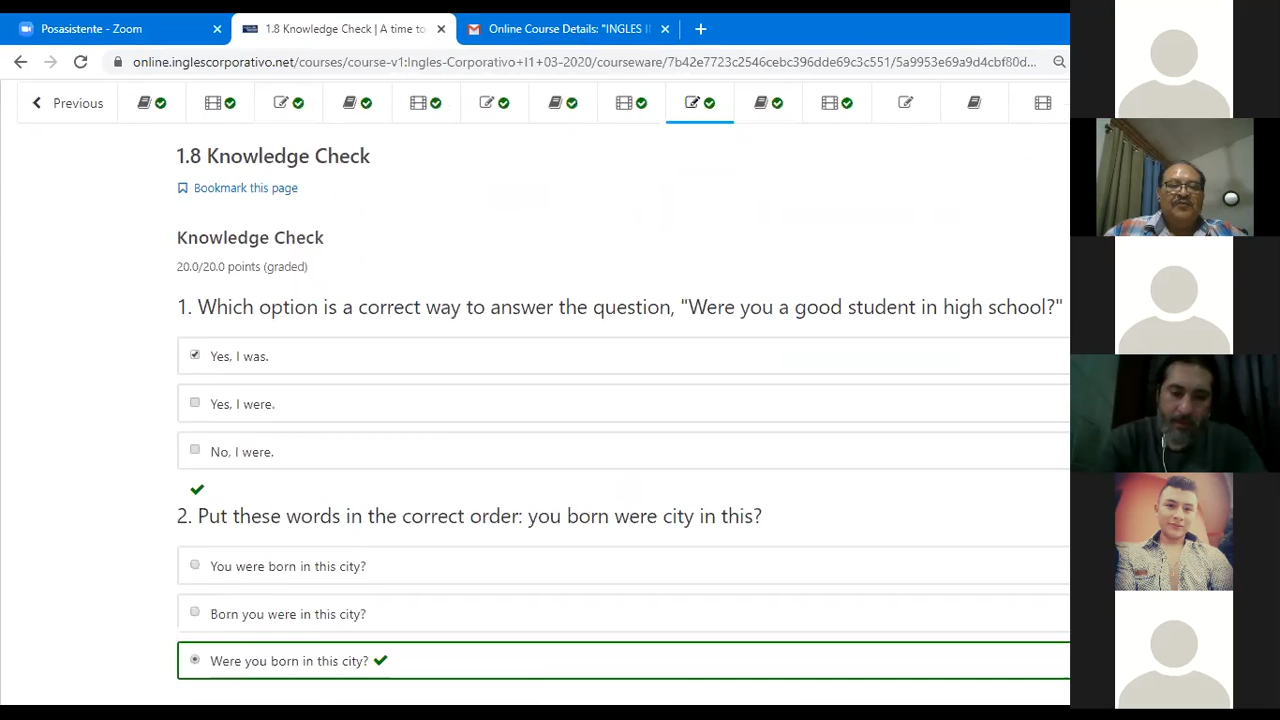 Posasistente - Zoom
1.8 Knowledge Check | A time to
Online Course Details: "INGLES I
online.inglescorporativo.net/courses/course-v1:Ingles-Corporativo+I1+03-2020/courseware/7b42e7723c2546cebc396dde69c3c551/5a9953e69a9d4cbf80d...
Previous
1.8 Knowledge Check
Bookmark this page
Knowledge Check
20.0/20.0 points (graded)
1. Which option is a correct way to answer the question, "Were you a good student in high school?"
Yes, I was.
Yes, I were.
No, I were.
2. Put these words in the correct order: you born were city in this?
You were born in this city?
Born you were in this city?
Were you born in this city?